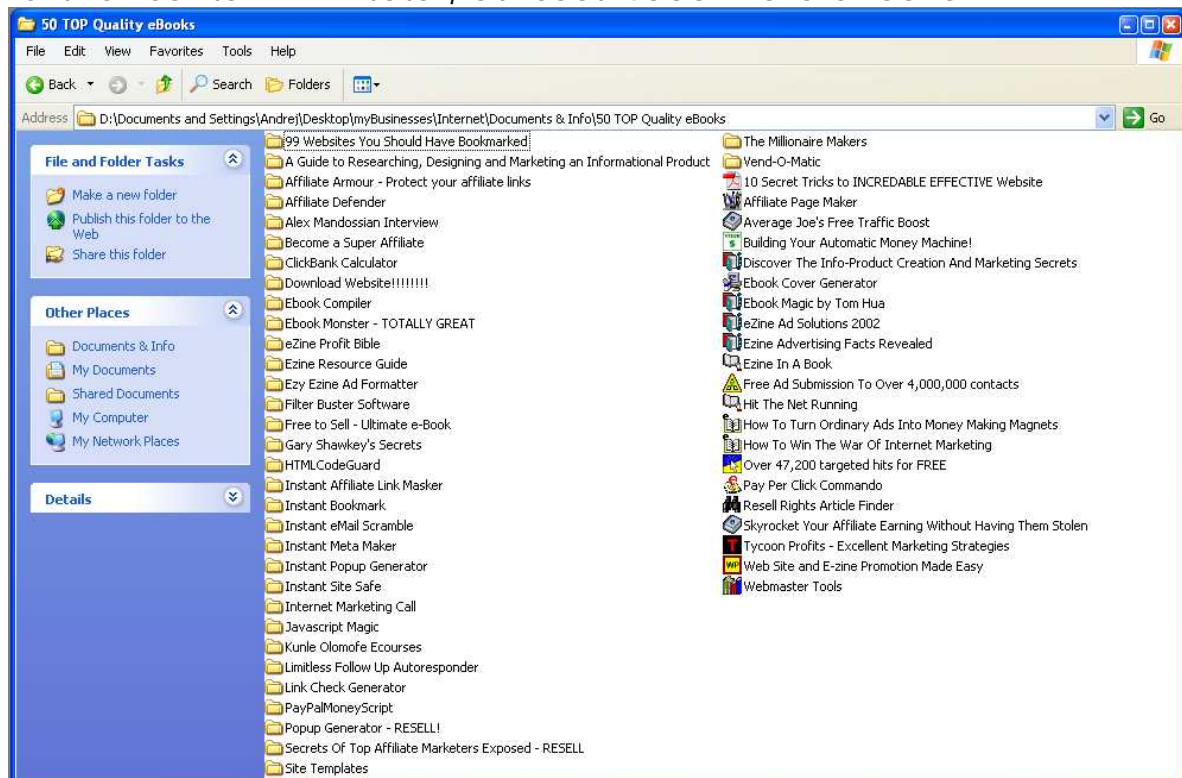 50 TOP Quality eBooks
File Edit View Favorites Tools Help
Back Search Folders
Address D:\Documents and Settings\Andrej\Desktop\myBusinesses\Internet\Documents & Info\50 TOP Quality eBooks Go
File and Folder Tasks
Make a new folder
Publish this folder to the
Web
Share this folder
Other Places
Documents & Info
My Documents
Shared Documents
My Computer
My Network Places
Details
99 Websites You Should Have Bookmarked
A Guide to Researching, Designing and Marketing an Informational Product
Affiliate Armour - Protect your affiliate links
Affiliate Defender
Alex Mandossian Interview
Become a Super Affiliate
ClickBank Calculator
Download Website!!!!!!!!
Ebook Compiler
Ebook Monster - TOTALLY GREAT
eZine Profit Bible
Ezine Resource Guide
Ezy Ezine Ad Formatter
Filter Buster Software
Free to Sell - Ultimate e-Book
Gary Shawkey's Secrets
HTMLCodeGuard
Instant Affiliate Link Masker
Instant Bookmark
Instant eMail Scramble
Instant Meta Maker
Instant Popup Generator
Instant Site Safe
Internet Marketing Call
Javascript Magic
Kunle Olomofe Ecourses
Limitless Follow Up Autoresponder
Link Check Generator
PayPalMoneyScript
Popup Generator - RESELL!
Secrets Of Top Affiliate Marketers Exposed - RESELL
Site Templates
The Millionaire Makers
Vend-O-Matic
10 Secret Tricks to INCREDABLE EFFECTIVE Website
Affiliate Page Maker
Average Joe's Free Traffic Boost
Building Your Automatic Money Machine!
Discover The Info-Product Creation And Marketing Secrets
Ebook Cover Generator
Ebook Magic by Tom Hua
eZine Ad Solutions 2002
Ezine Advertising Facts Revealed
Ezine In A Book
Free Ad Submission To Over 4,000,000 contacts
Hit The Net Running
How To Turn Ordinary Ads Into Money Making Magnets
How To Win The War Of Internet Marketing
Over 47,200 targeted hits for FREE
Pay Per Click Commando
Resell Rights Article Finder
Skyrocket Your Affiliate Earning Without Having Them Stolen
Tycoon Profits - Excellent Marketing Strategies
Web Site and E-zine Promotion Made Easy
Webmaster Tools